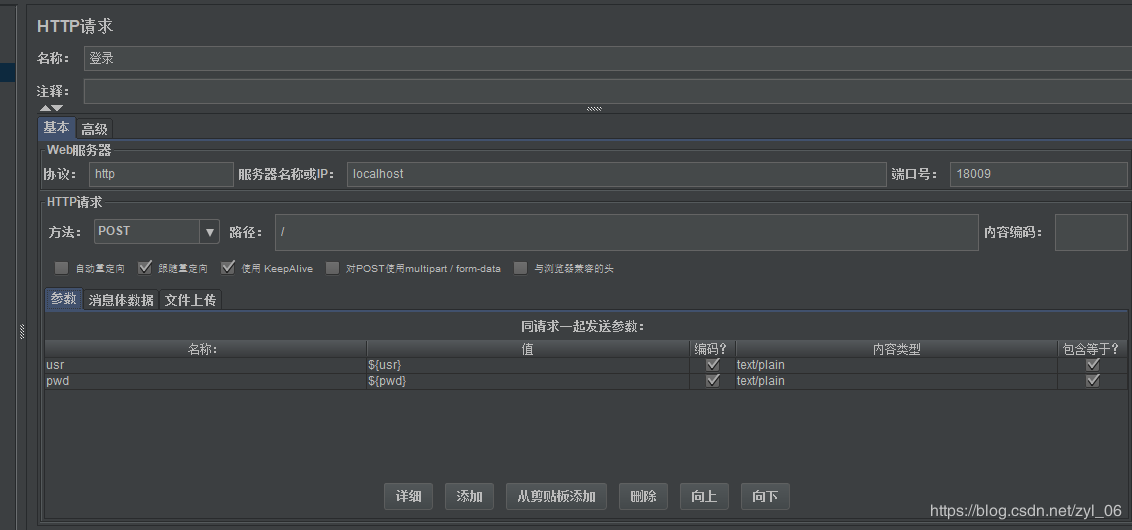 HTTP请求
名称： 登录
注释：
基本 高级
Web服务器
协议： http 服务器名称或IP： localhost 端口号： 18009
HTTP请求
方法： POST 路径： / 内容编码：
自动重定向 跟随重定向 使用 KeepAlive 对POST使用multipart / form-data 与浏览器兼容的头
参数 消息体数据 文件上传
同请求一起发送参数：
名称： 值 编码？ 内容类型 包含等于？
usr ${usr} text/plain
pwd ${pwd} text/plain
详细 添加 从剪贴板添加 删除 向上 向下
https://blog.csdn.net/zyl_06